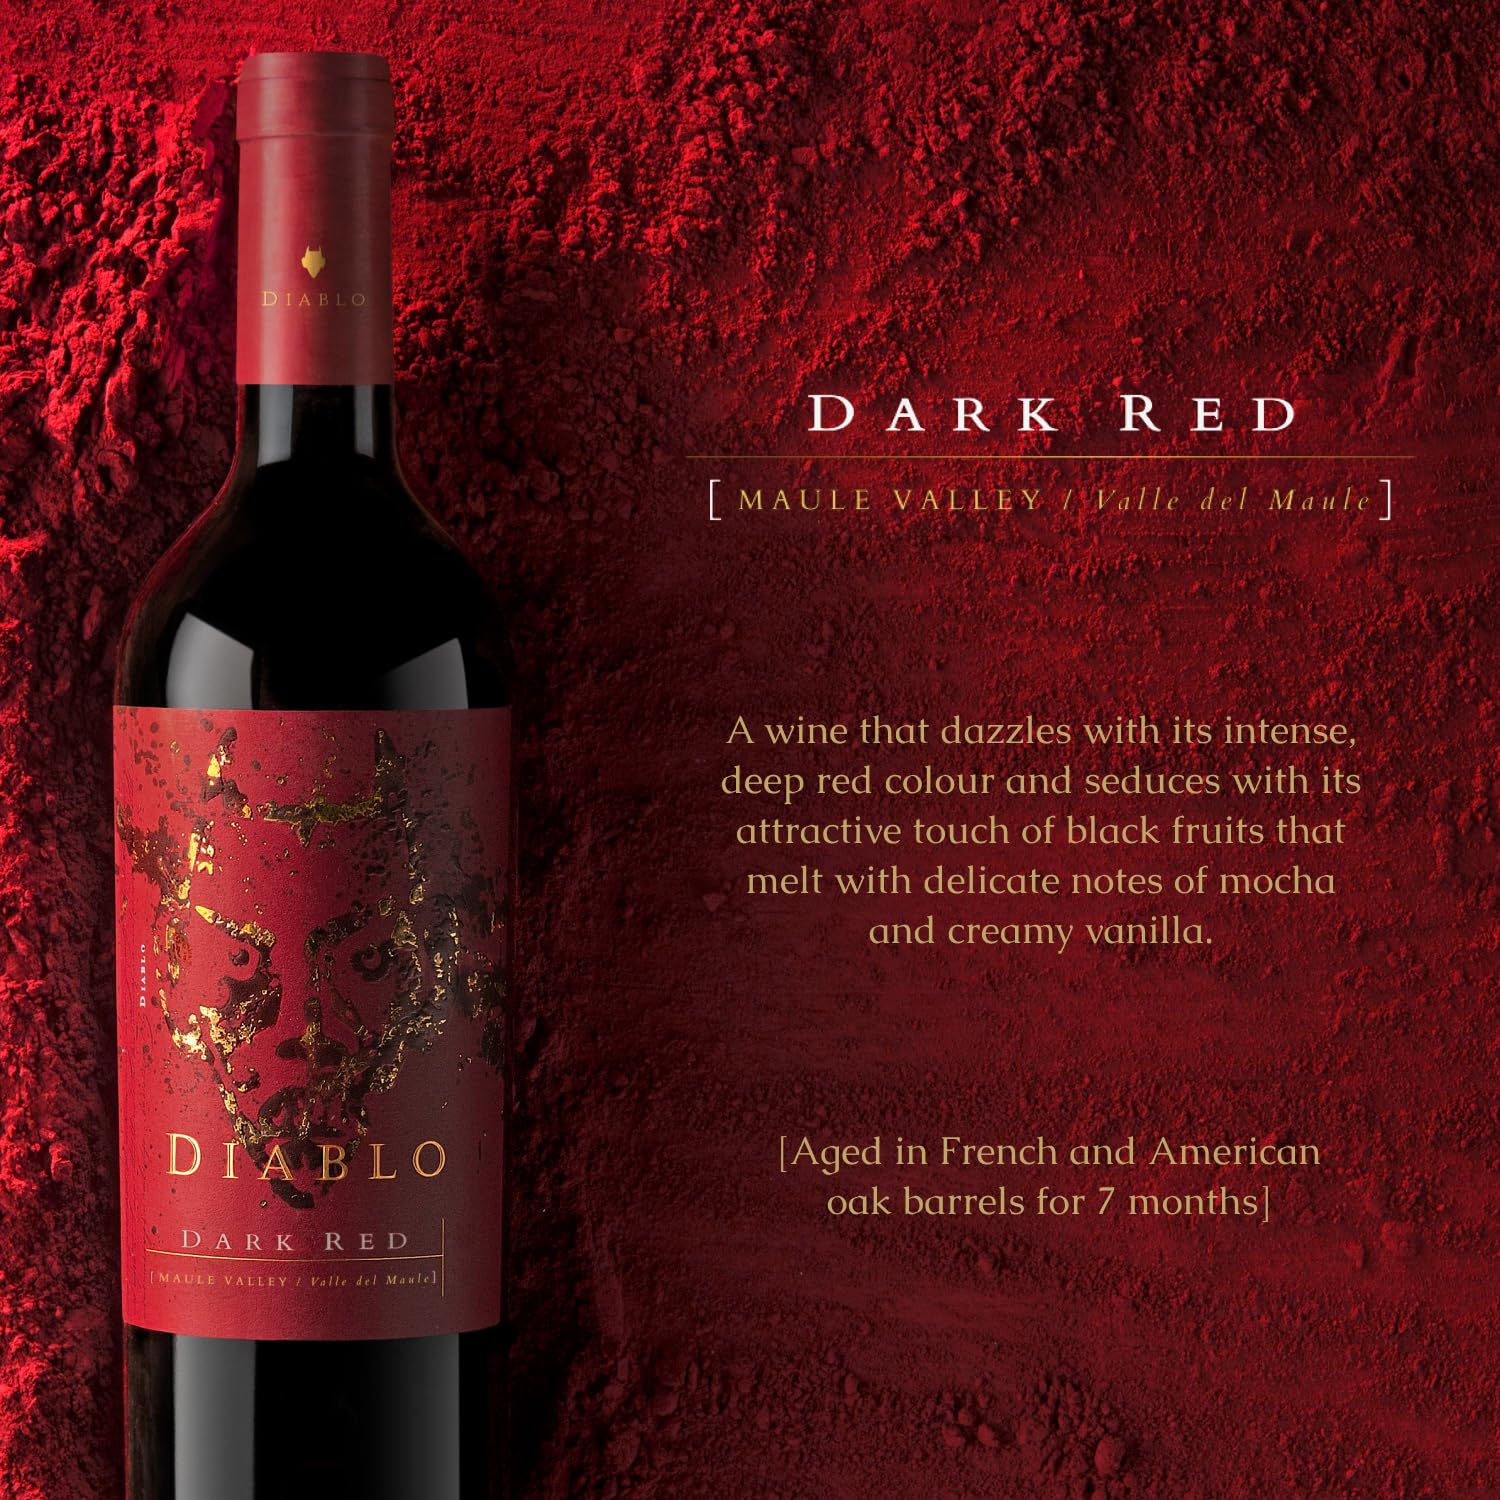 DIABLO
DARK RED
[MAULE VALLEY / Valle del Maule]
A wine that dazzles with its intense,
deep red colour and seduces with its
attractive touch of black fruits that
melt with delicate notes of mocha
and creamy vanilla.
DIABLO
DIABLO
DARK RED
[MAULE VALLEY / Valle del Maule]
[Aged in French and American
oak barrels for 7 months]